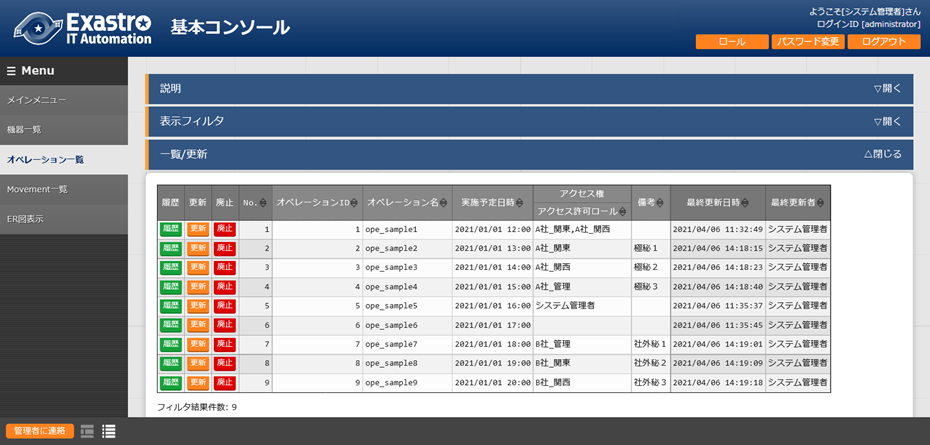 Exastro
IT Automation
基本コンソール
ようこそ[システム管理者]さん
ログインID [administrator]
ロール パスワード変更 ログアウト
☰ Menu
メインメニュー
機器一覧
オペレーション一覧
Movement一覧
ER図表示
説明 ▽開く
表示フィルタ ▽開く
一覧/更新 △閉じる
履歴 更新 廃止 No. オペレーションID オペレーション名 実施予定日時 アクセス権 備考 最終更新日時 最終更新者
アクセス許可ロール
履歴 更新 廃止 1 1 ope_sample1 2021/01/01 12:00 A社_関東,A社_関西 2021/04/06 11:32:49 システム管理者
履歴 更新 廃止 2 2 ope_sample2 2021/01/01 13:00 A社_関東 極秘１ 2021/04/06 14:18:15 システム管理者
履歴 更新 廃止 3 3 ope_sample3 2021/01/01 14:00 A社_関西 極秘２ 2021/04/06 14:18:23 システム管理者
履歴 更新 廃止 4 4 ope_sample4 2021/01/01 15:00 A社_管理 極秘３ 2021/04/06 14:18:40 システム管理者
履歴 更新 廃止 5 5 ope_sample5 2021/01/01 16:00 システム管理者 2021/04/06 11:35:37 システム管理者
履歴 更新 廃止 6 6 ope_sample6 2021/01/01 17:00 2021/04/06 11:35:45 システム管理者
履歴 更新 廃止 7 7 ope_sample7 2021/01/01 18:00 B社_管理 社外秘１ 2021/04/06 14:19:01 システム管理者
履歴 更新 廃止 8 8 ope_sample8 2021/01/01 19:00 B社_関東 社外秘２ 2021/04/06 14:19:09 システム管理者
履歴 更新 廃止 9 9 ope_sample9 2021/01/01 20:00 B社_関西 社外秘３ 2021/04/06 14:19:18 システム管理者
フィルタ結果件数: 9
管理者に連絡